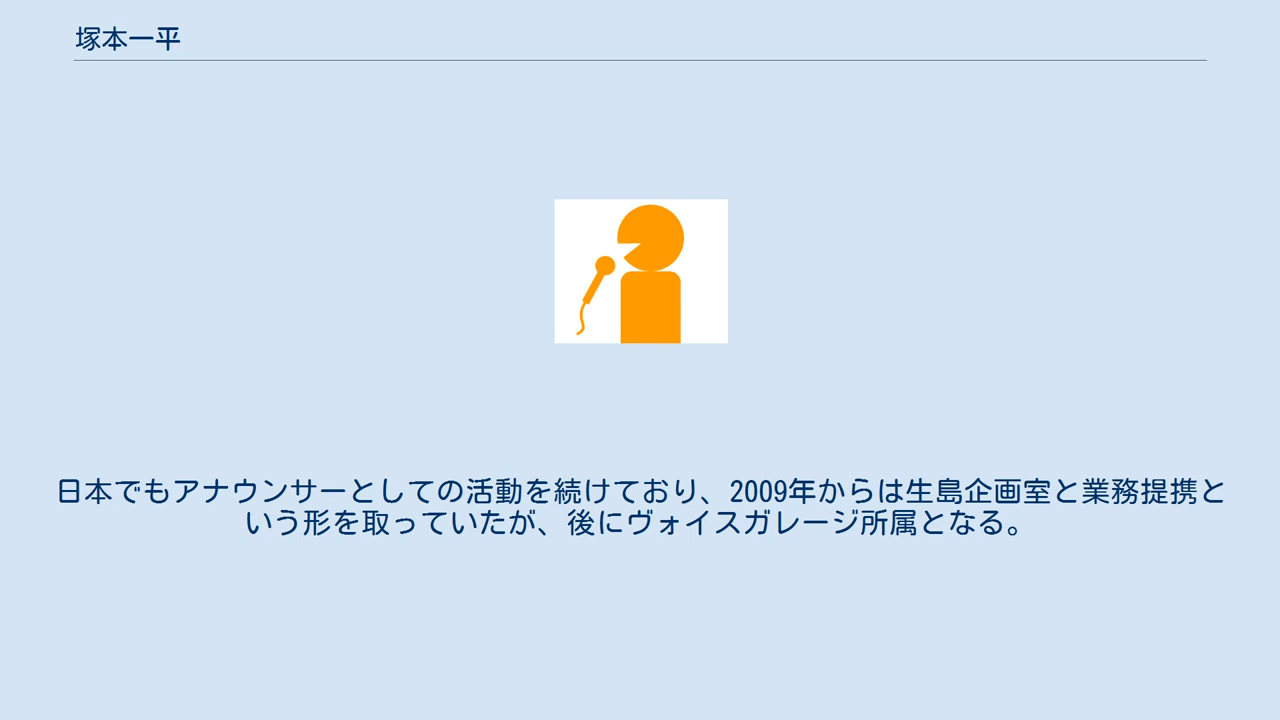 塚本一平
日本でもアナウンサーとしての活動を続けており、2009年からは生島企画室と業務提携と
いう形を取っていたが、後にヴォイスガレージ所属となる。